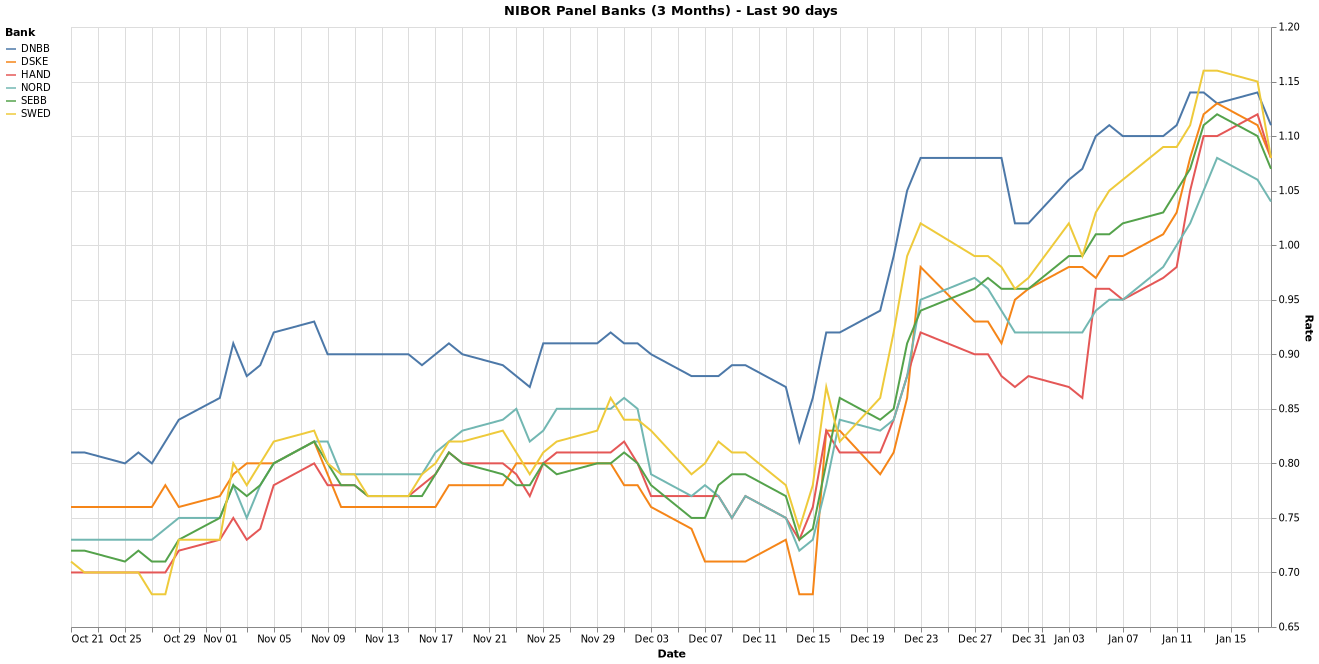 NIBOR Panel Banks (3 Months) - Last 90 days
Bank
DNBB
DSKE
HAND
NORD
SEBB
SWED
1.20
1.15
1.10
1.05
1.00
0.95
0.90
0.85
0.80
0.75
0.70
0.65
Rate
Oct 21 Oct 25 Oct 29 Nov 01 Nov 05 Nov 09 Nov 13 Nov 17 Nov 21 Nov 25 Nov 29 Dec 03 Dec 07 Dec 11 Dec 15 Dec 19 Dec 23 Dec 27 Dec 31 Jan 03 Jan 07 Jan 11 Jan 15
Date